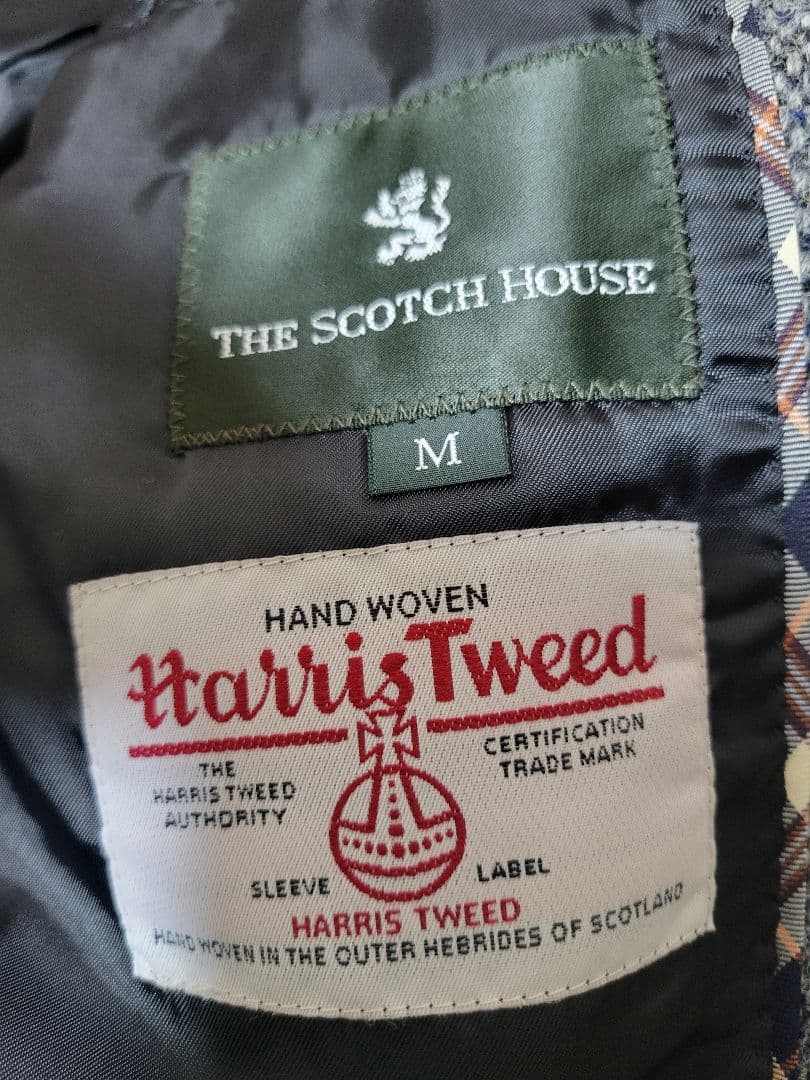 THE SCOTCH HOUSE
M
HAND WOVEN
Harris Tweed
THE
HARRIS TWEED
AUTHORITY
CERTIFICATION
TRADE MARK
SLEEVE LABEL
HARRIS TWEED
HAND WOVEN IN THE OUTER HEBRIDES OF SCOTLAND